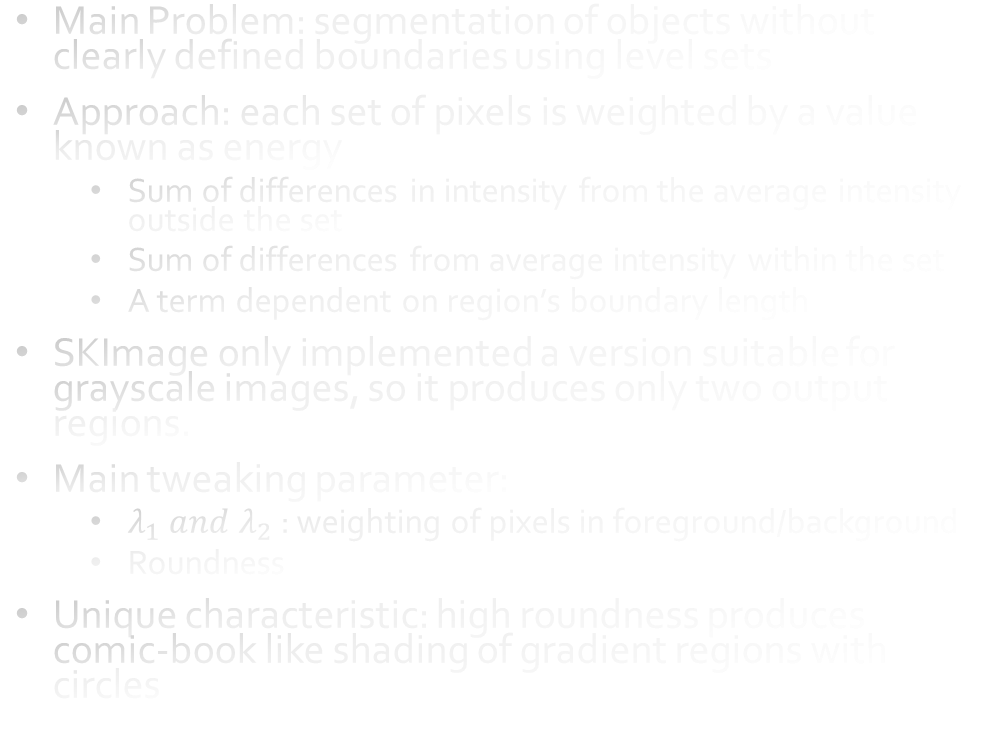 • Main Problem: segmentation of objects without
clearly defined boundaries using level sets
• Approach: each set of pixels is weighted by a value
known as energy
• Sum of differences in intensity from the average intensity
outside the set
• Sum of differences from average intensity within the set
• A term dependent on region's boundary length
• SKImage only implemented a version suitable for
grayscale images, so it produces only two output
regions.
• Main tweaking parameter:
• λ₁ and λ₂ : weighting of pixels in foreground/background
• Roundness
• Unique characteristic: high roundness produces
comic-book like shading of gradient regions with
circles